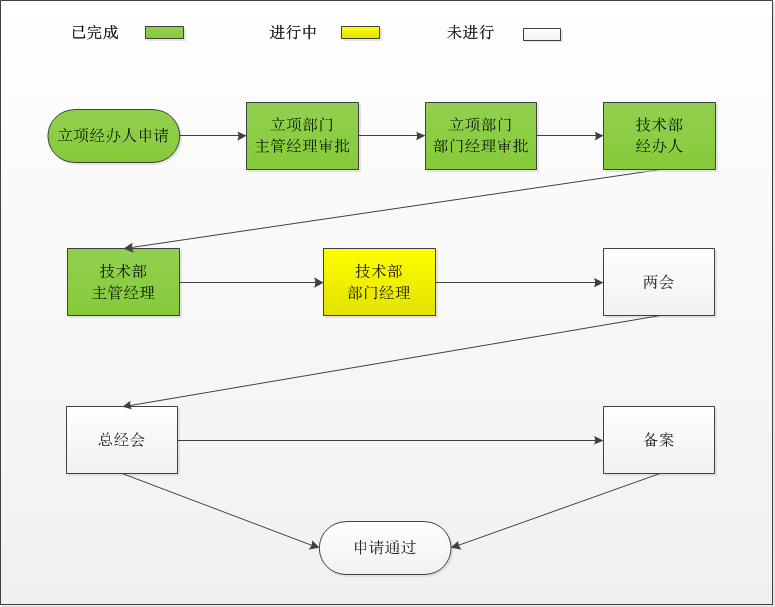 已完成 进行中 未进行
立项经办人申请
立项部门
主管经理审批
立项部门
部门经理审批
技术部
经办人
技术部
主管经理
技术部
部门经理
两会
总经会
备案
申请通过